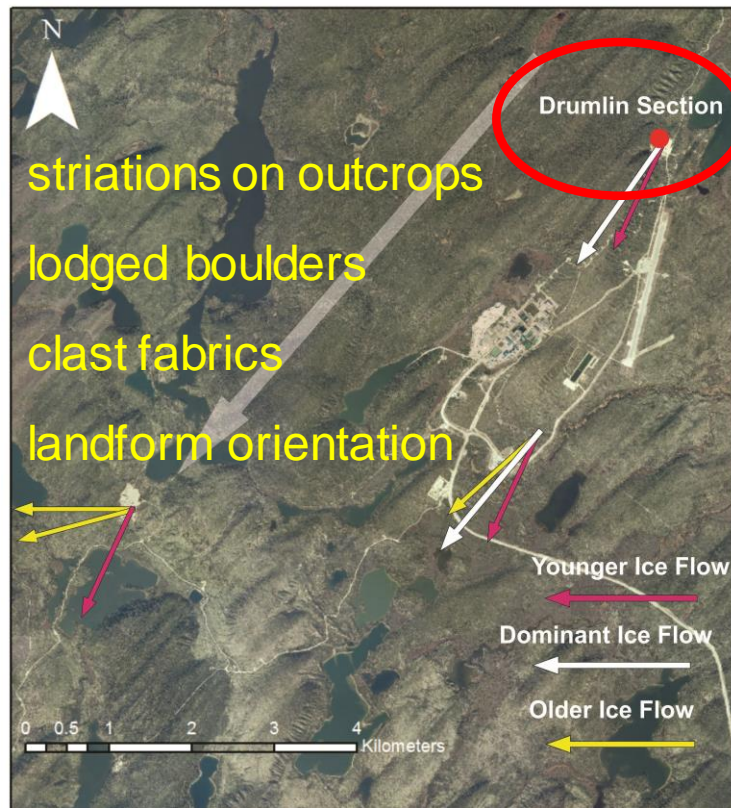 N
Drumlin Section
striations on outcrops
lodged boulders
clast fabrics
landform orientation
Younger Ice Flow
Dominant Ice Flow
Older Ice Flow
0 0.5 1 2 3 4
Kilometers